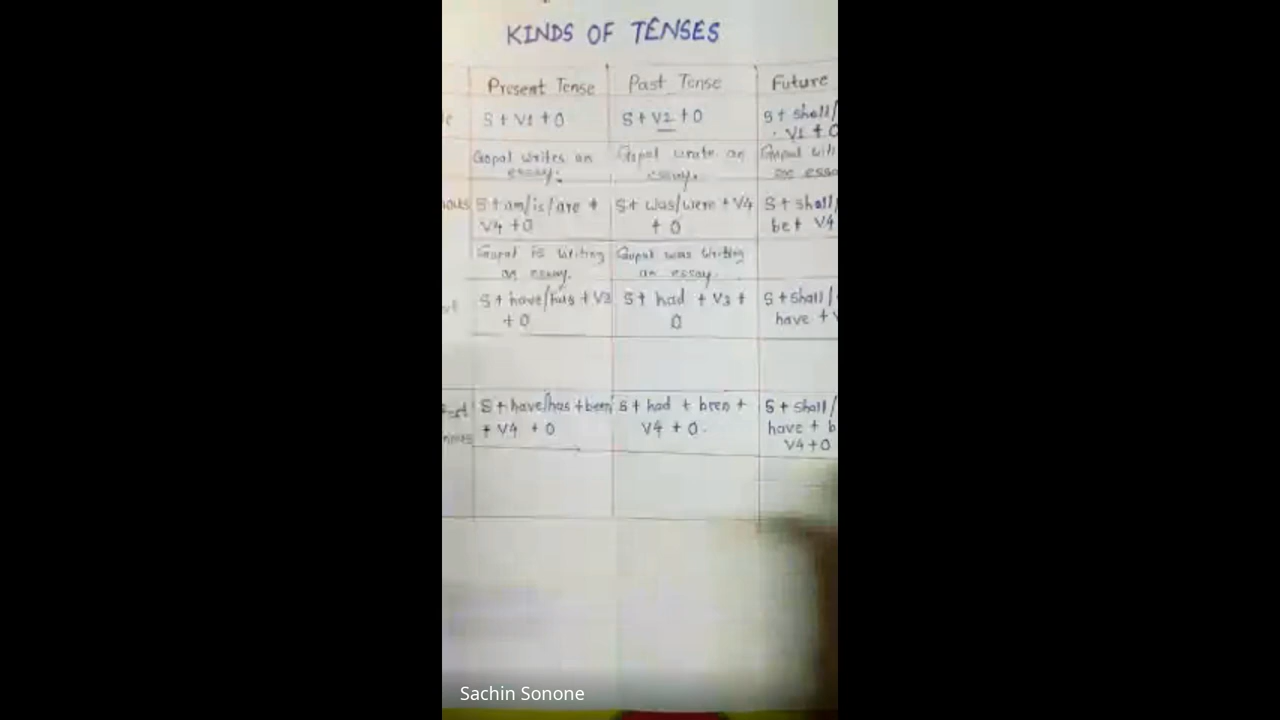 KINDS OF TENSES
Present Tense Past Tense Future
S + V1 + O S + V2 + O S + shall/
. V1 + O
Gopal writes an Gopal wrote an Gopal will
essay. essay.
S + am/is/are + S + was/were + V4 S + shall/
V4 + O + O be + V4
Gopal is writing Gopal was writing
an essay. an essay.
S + have/has + V3 S + had + V3 + S + shall/
+ O O have +
S + have/has + been S + had + been + S + shall/
+ V4 + O V4 + O . have + b
V4 + O
Sachin Sonone